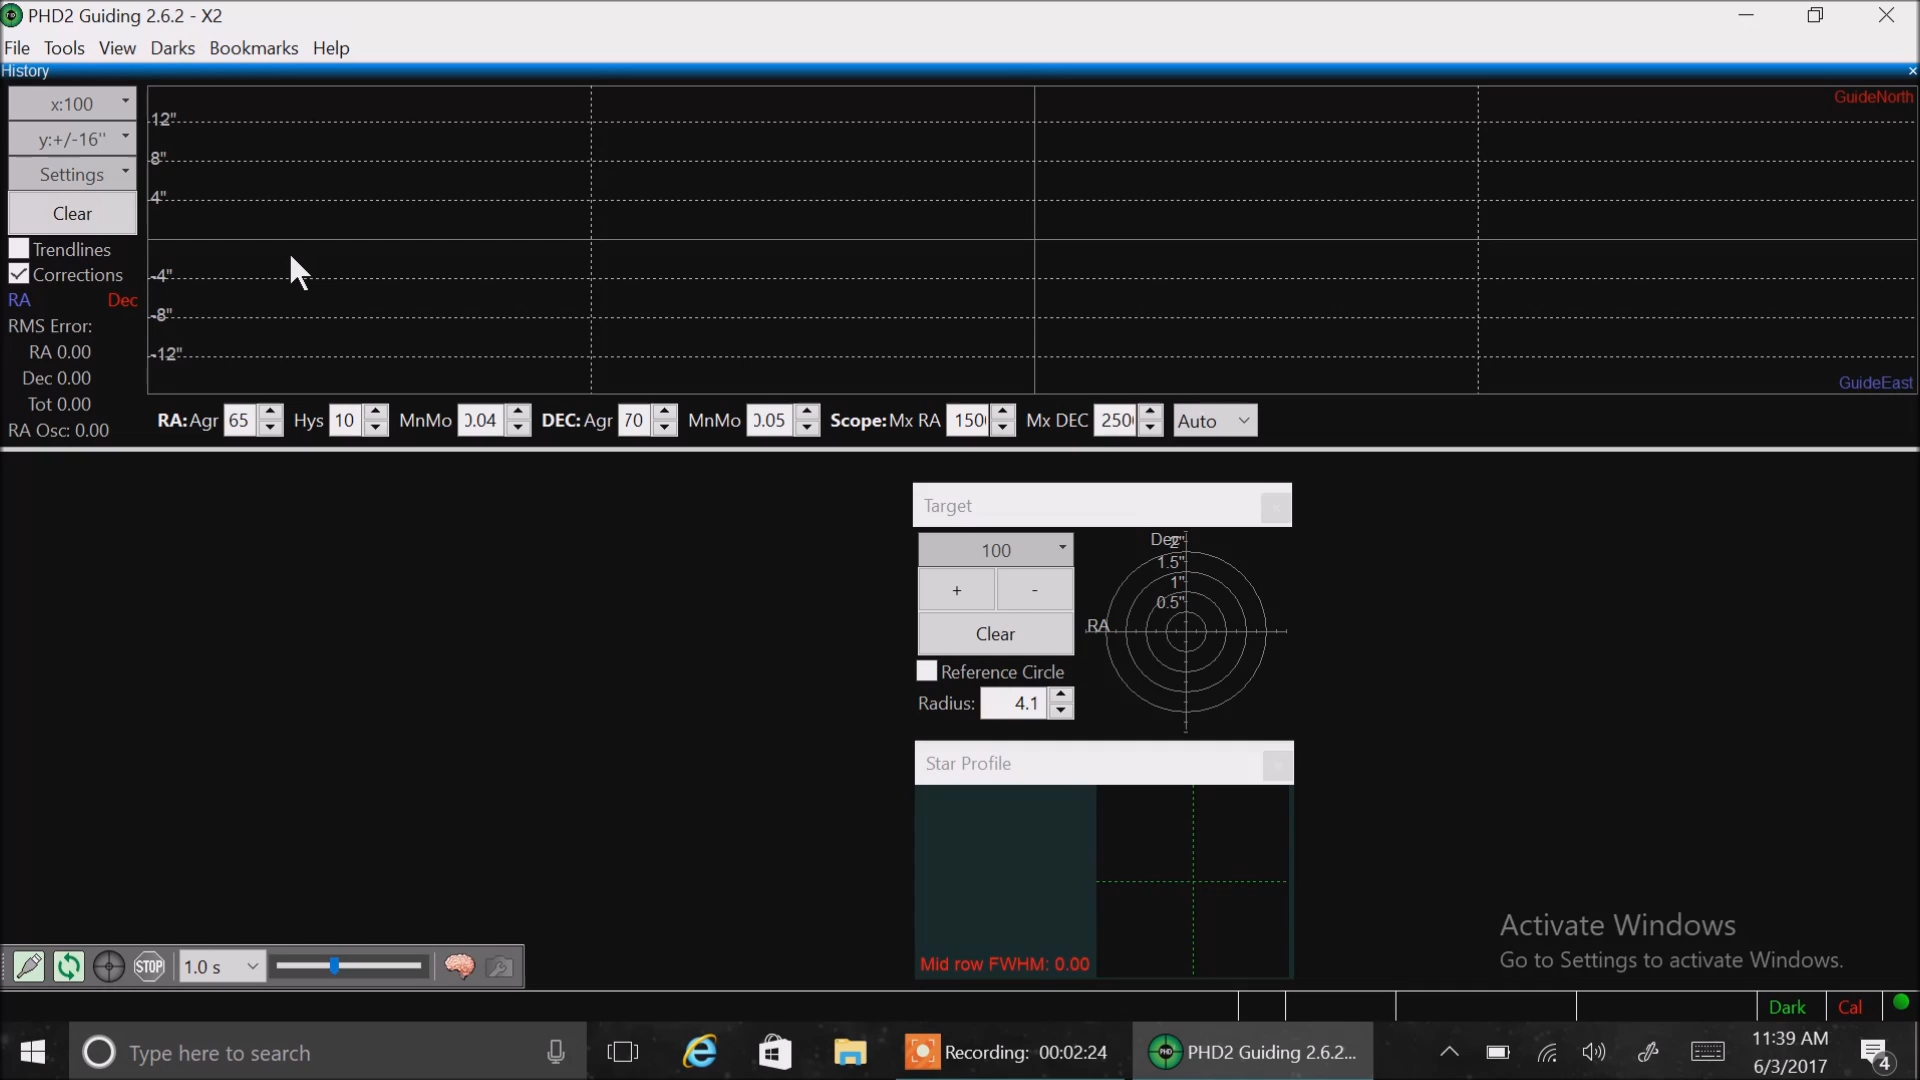 PHD2 Guiding 2.6.2 - X2
File Tools View Darks Bookmarks Help
History
x:100
y:+/-16"
Settings
Clear
Trendlines
Corrections
RA Dec
RMS Error:
RA 0.00
Dec 0.00
Tot 0.00
RA Osc: 0.00
12"
8"
4"
-4"
-8"
-12"
GuideNorth
GuideEast
RA: Agr 65 Hys 10 MnMo 0.04 DEC: Agr 70 MnMo 0.05 Scope: Mx RA 150 Mx DEC 250 Auto
Target
100
+ -
Clear
Reference Circle
Radius: 4.1
Dec
2"
1.5"
1"
0.5"
RA
Star Profile
Mid row FWHM: 0.00
STOP 1.0 s
Activate Windows
Go to Settings to activate Windows.
Dark Cal
Type here to search
Recording: 00:02:24
PHD2 Guiding 2.6.2...
11:39 AM
6/3/2017
4